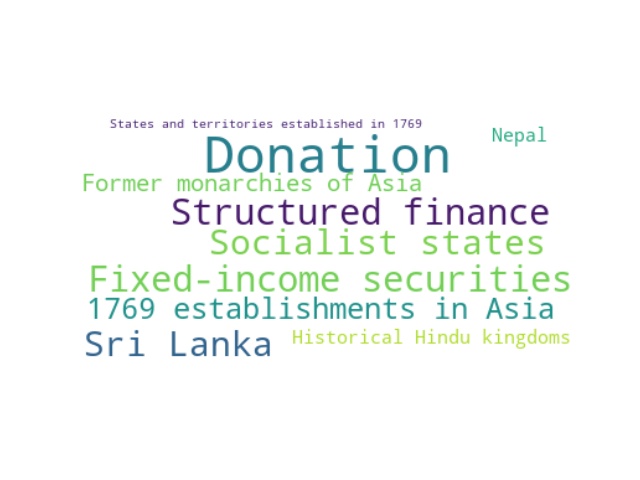 States and territories established in 1769
Nepal
Donation
Former monarchies of Asia
Structured finance
Socialist states
Fixed-income securities
1769 establishments in Asia
Sri Lanka
Historical Hindu kingdoms